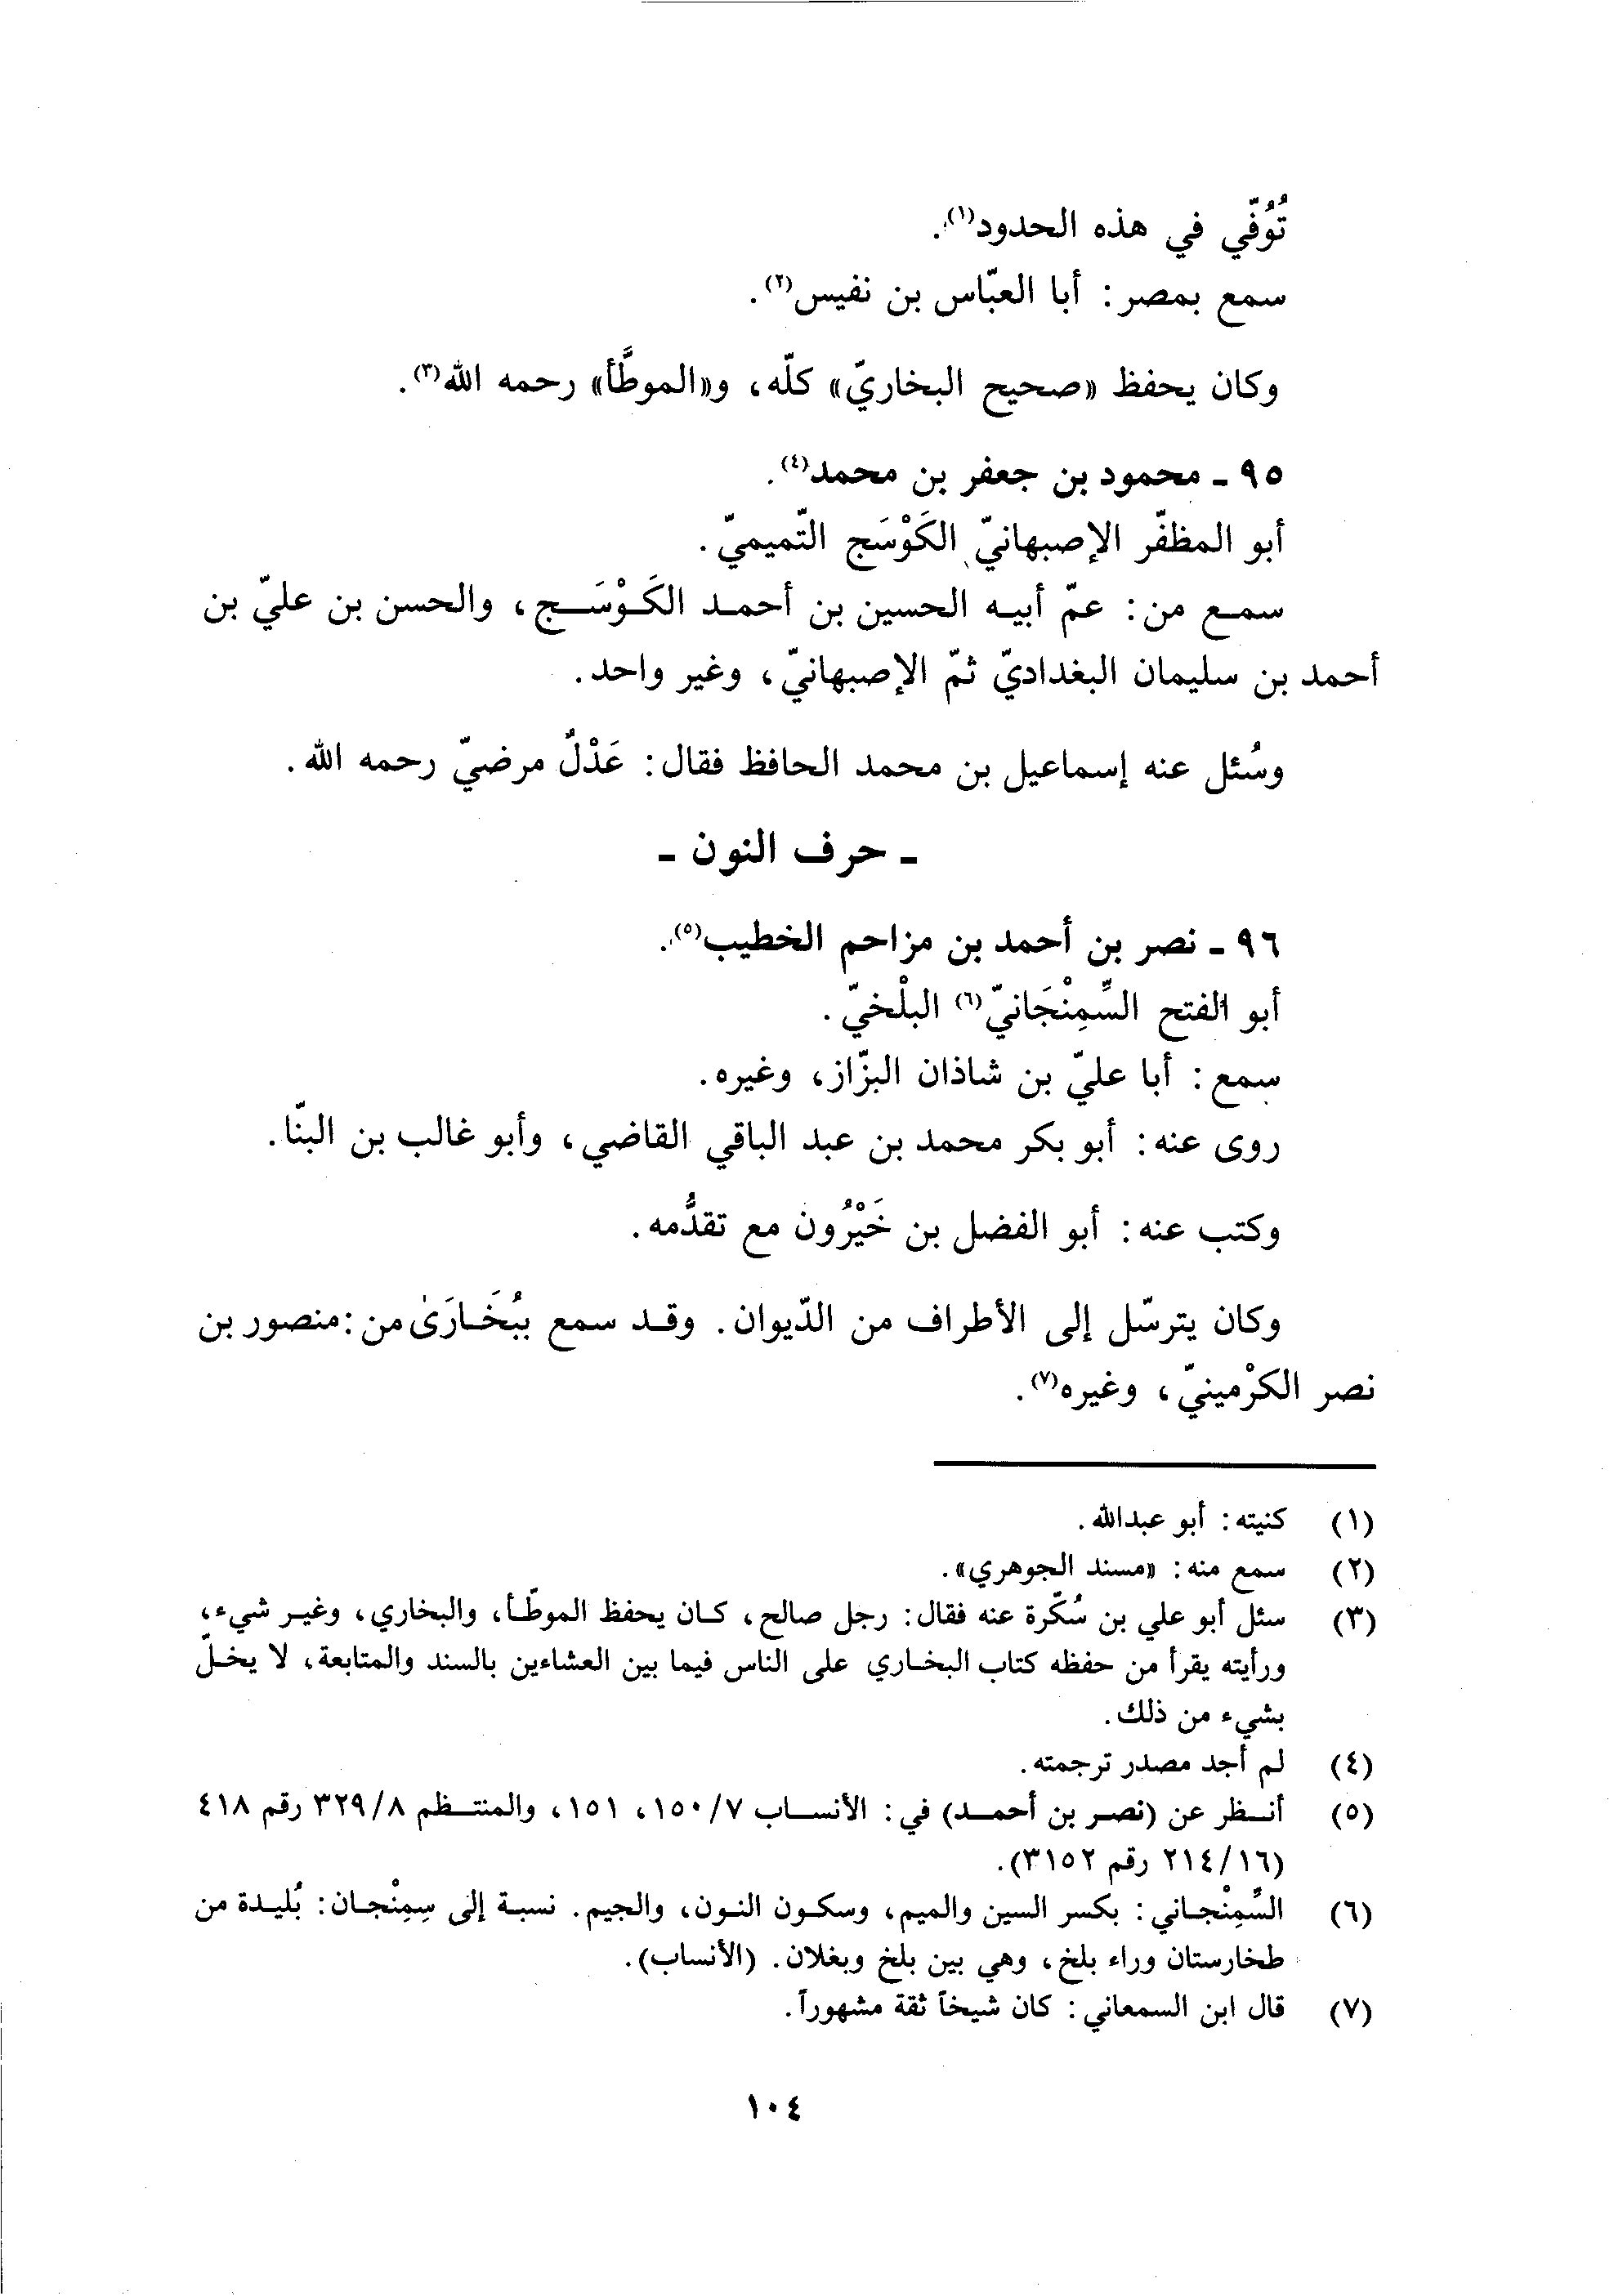 تُوُفّي في هذه الحدود(١).
سمع بمصر: أبا العبّاس بن نفيس(٢).
وكان يحفظ «صحيح البخاريّ» كلّه، و«الموطَّأ» رحمه الله(٣).
٩٥ - محمود بن جعفر بن محمد(٤).
أبو المظفّر الإصبهانيّ الكَوْسَج التّميميّ.
سمع من: عمّ أبيه الحسين بن أحمد الكَوْسَج، والحسن بن عليّ بن
أحمد بن سليمان البغداديّ ثمّ الإصبهانيّ، وغير واحد.
وسُئل عنه إسماعيل بن محمد الحافظ فقال: عَدْلٌ مرضيّ رحمه الله.
- حرف النون -
٩٦ - نصر بن أحمد بن مزاحم الخطيب(٥).
أبو الفتح السِّمِنْجَانيّ(٦) البلْخيّ.
سمع: أبا عليّ بن شاذان البزّاز، وغيره.
روى عنه: أبو بكر محمد بن عبد الباقي القاضي، وأبو غالب بن البنّا.
وكتب عنه: أبو الفضل بن خَيْرُون مع تقدُّمه.
وكان يترسّل إلى الأطراف من الدّيوان. وقد سمع ببُخَارَىٰ من: منصور بن
نصر الكرْمينيّ، وغيره(٧).
(١) كنيته: أبو عبدالله.
(٢) سمع منه: «مسند الجوهري».
(٣) سئل أبو علي بن سُكّرة عنه فقال: رجل صالح، كان يحفظ الموطّأ، والبخاري، وغير شيء،
ورأيته يقرأ من حفظه كتاب البخاري على الناس فيما بين العشاءين بالسند والمتابعة، لا يخلّ
بشيء من ذلك.
(٤) لم أجد مصدر ترجمته.
(٥) أنظر عن (نصر بن أحمد) في: الأنساب ١٥٠/٧، ١٥١، والمنتظم ٣٢٩/٨ رقم ٤١٨
(٢١٤/١٦ رقم ٣١٥٢).
(٦) السِّمِنْجاني: بكسر السين والميم، وسكون النون، والجيم. نسبة إلى سِمِنْجان: بُليدة من
طخارستان وراء بلخ، وهي بين بلخ وبغلان. (الأنساب).
(٧) قال ابن السمعاني: كان شيخاً ثقة مشهوراً.
١٠٤